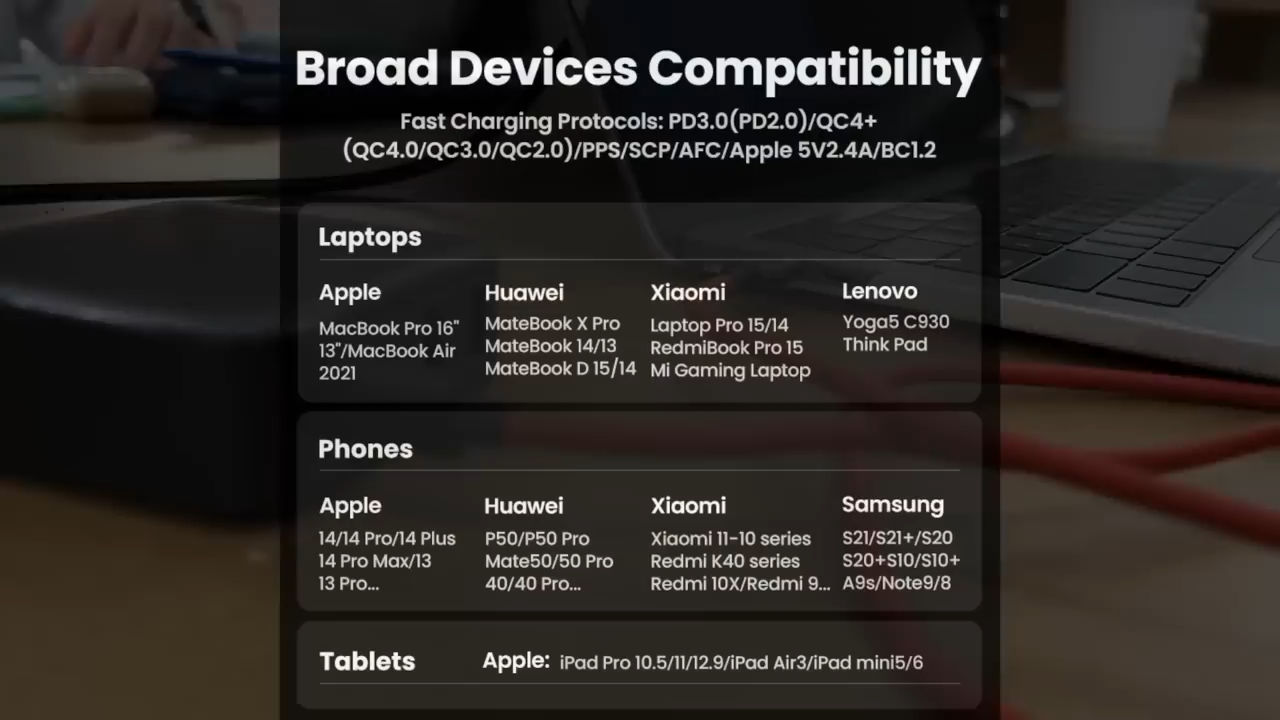 Broad Devices Compatibility
Fast Charging Protocols: PD3.0(PD2.0)/QC4+
(QC4.0/QC3.0/QC2.0)/PPS/SCP/AFC/Apple 5V2.4A/BC1.2
Laptops
Apple
MacBook Pro 16"
13"/MacBook Air
2021
Huawei
MateBook X Pro
MateBook 14/13
MateBook D 15/14
Xiaomi
Laptop Pro 15/14
RedmiBook Pro 15
Mi Gaming Laptop
Lenovo
Yoga5 C930
Think Pad
Phones
Apple
14/14 Pro/14 Plus
14 Pro Max/13
13 Pro...
Huawei
P50/P50 Pro
Mate50/50 Pro
40/40 Pro...
Xiaomi
Xiaomi 11-10 series
Redmi K40 series
Redmi 10X/Redmi 9...
Samsung
S21/S21+/S20
S20+S10/S10+
A9s/Note9/8
Tablets
Apple: iPad Pro 10.5/11/12.9/iPad Air3/iPad mini5/6